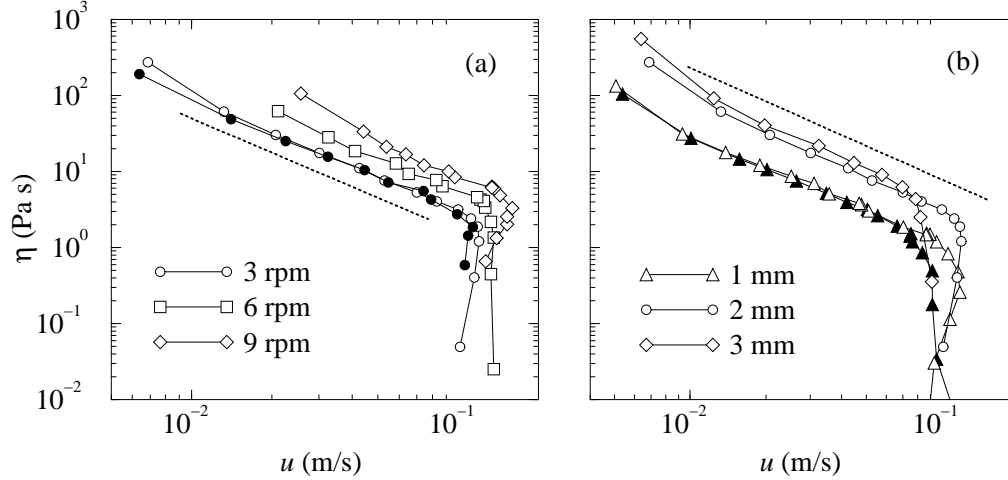 10^3
10^2
10^1
10^0
10^-1
10^-2
η (Pa s)
(a)
3 rpm
6 rpm
9 rpm
10^-2
10^-1
u (m/s)
(b)
1 mm
2 mm
3 mm
10^-2
10^-1
u (m/s)